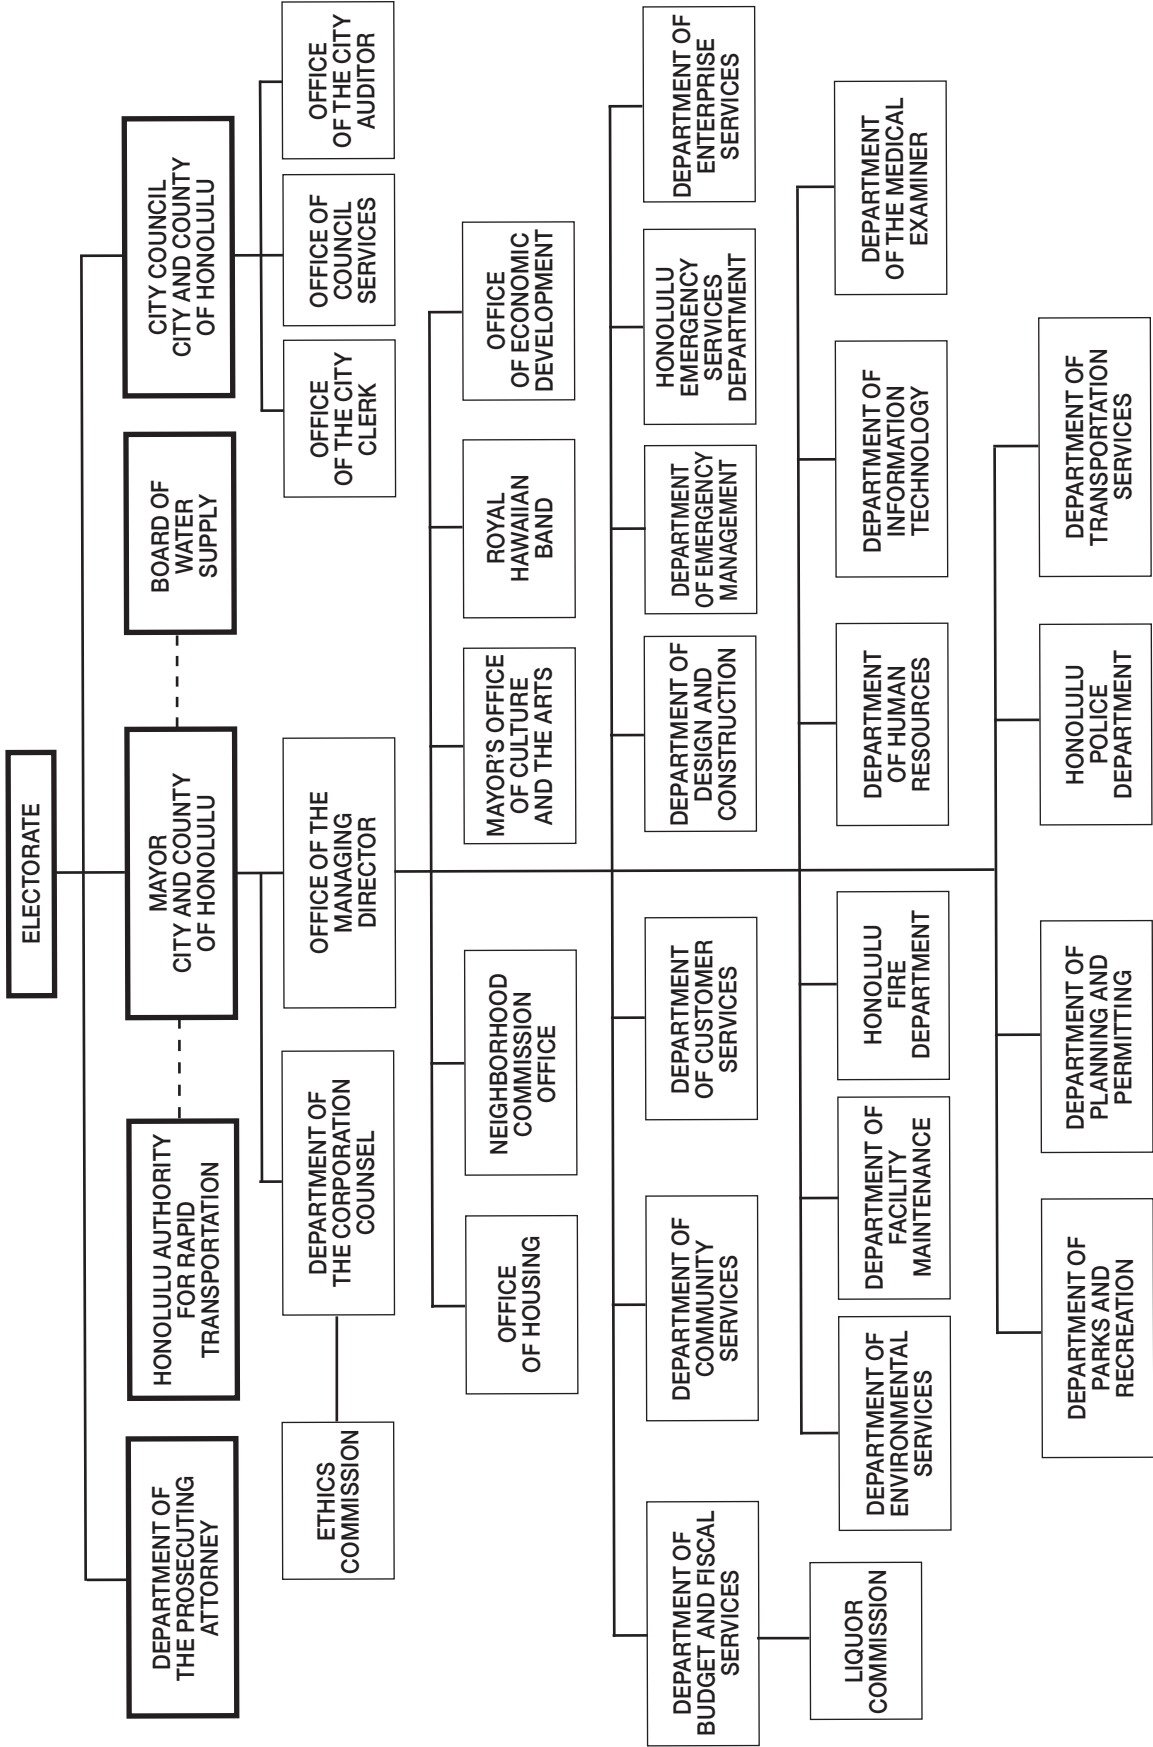 ELECTORATE
DEPARTMENT OF
THE PROSECUTING
ATTORNEY
HONOLULU AUTHORITY
FOR RAPID
TRANSPORTATION
MAYOR
CITY AND COUNTY
OF HONOLULU
BOARD OF
WATER
SUPPLY
CITY COUNCIL
CITY AND COUNTY
OF HONOLULU
ETHICS
COMMISSION
DEPARTMENT OF
THE CORPORATION
COUNSEL
OFFICE OF THE
MANAGING
DIRECTOR
OFFICE
OF THE CITY
CLERK
OFFICE OF
COUNCIL
SERVICES
OFFICE
OF THE CITY
AUDITOR
OFFICE
OF HOUSING
NEIGHBORHOOD
COMMISSION
OFFICE
MAYOR'S OFFICE
OF CULTURE
AND THE ARTS
ROYAL
HAWAIIAN
BAND
OFFICE
OF ECONOMIC
DEVELOPMENT
DEPARTMENT OF
BUDGET AND FISCAL
SERVICES
DEPARTMENT OF
COMMUNITY
SERVICES
DEPARTMENT
OF CUSTOMER
SERVICES
DEPARTMENT OF
DESIGN AND
CONSTRUCTION
DEPARTMENT
OF EMERGENCY
MANAGEMENT
HONOLULU
EMERGENCY
SERVICES
DEPARTMENT
DEPARTMENT OF
ENTERPRISE
SERVICES
LIQUOR
COMMISSION
DEPARTMENT OF
ENVIRONMENTAL
SERVICES
DEPARTMENT OF
FACILITY
MAINTENANCE
HONOLULU
FIRE
DEPARTMENT
DEPARTMENT
OF HUMAN
RESOURCES
DEPARTMENT OF
INFORMATION
TECHNOLOGY
DEPARTMENT
OF THE MEDICAL
EXAMINER
DEPARTMENT OF
PARKS AND
RECREATION
DEPARTMENT OF
PLANNING AND
PERMITTING
HONOLULU
POLICE
DEPARTMENT
DEPARTMENT OF
TRANSPORTATION
SERVICES